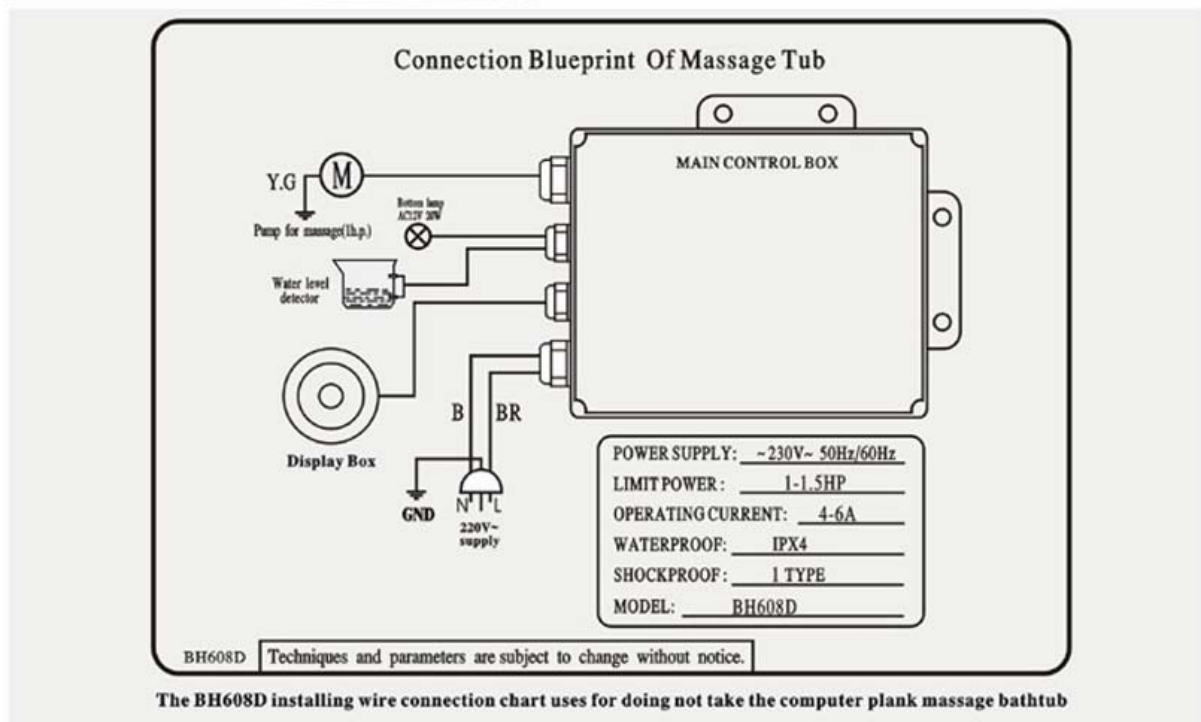 Connection Blueprint Of Massage Tub
MAIN CONTROL BOX
Y.G
M
Pump for massage(1h.p.)
Bottom lamp
AC12V 20W
Water level
detector
Display Box
B
BR
GND
N
L
220V~
supply
POWER SUPPLY: ~230V~ 50Hz/60Hz
LIMIT POWER: 1-1.5HP
OPERATING CURRENT: 4-6A
WATERPROOF: IPX4
SHOCKPROOF: 1 TYPE
MODEL: BH608D
BH608D Techniques and parameters are subject to change without notice.
The BH608D installing wire connection chart uses for doing not take the computer plank massage bathtub